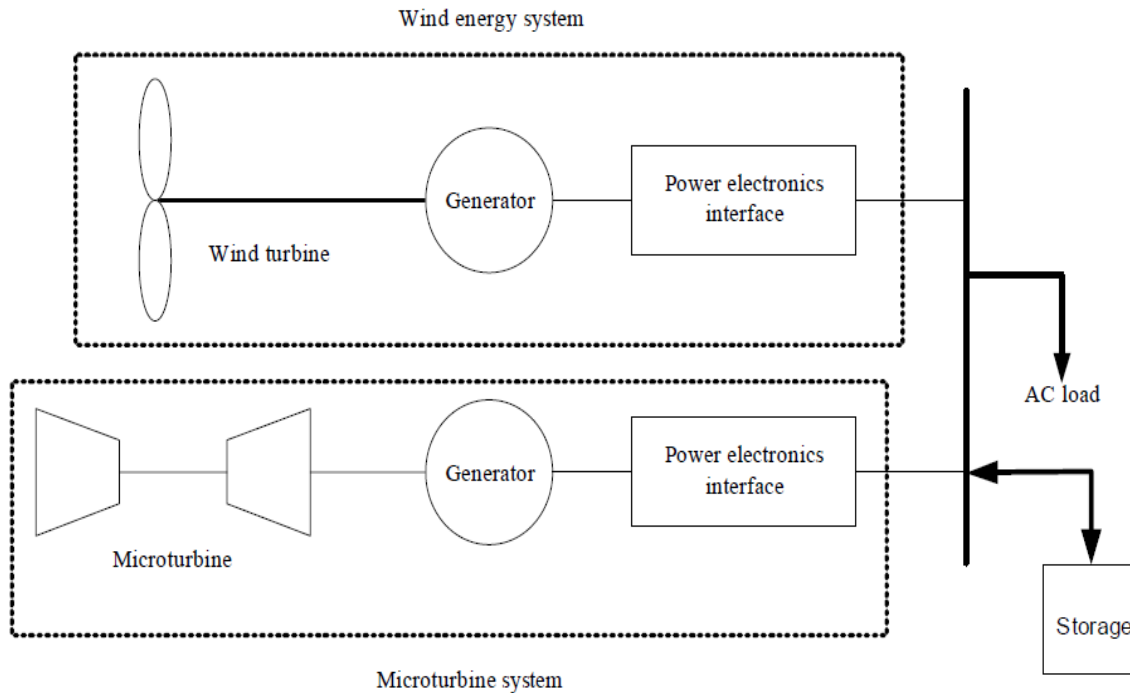 Wind energy system
Generator
Power electronics
interface
Wind turbine
AC load
Generator
Power electronics
interface
Microturbine
Storage
Microturbine system